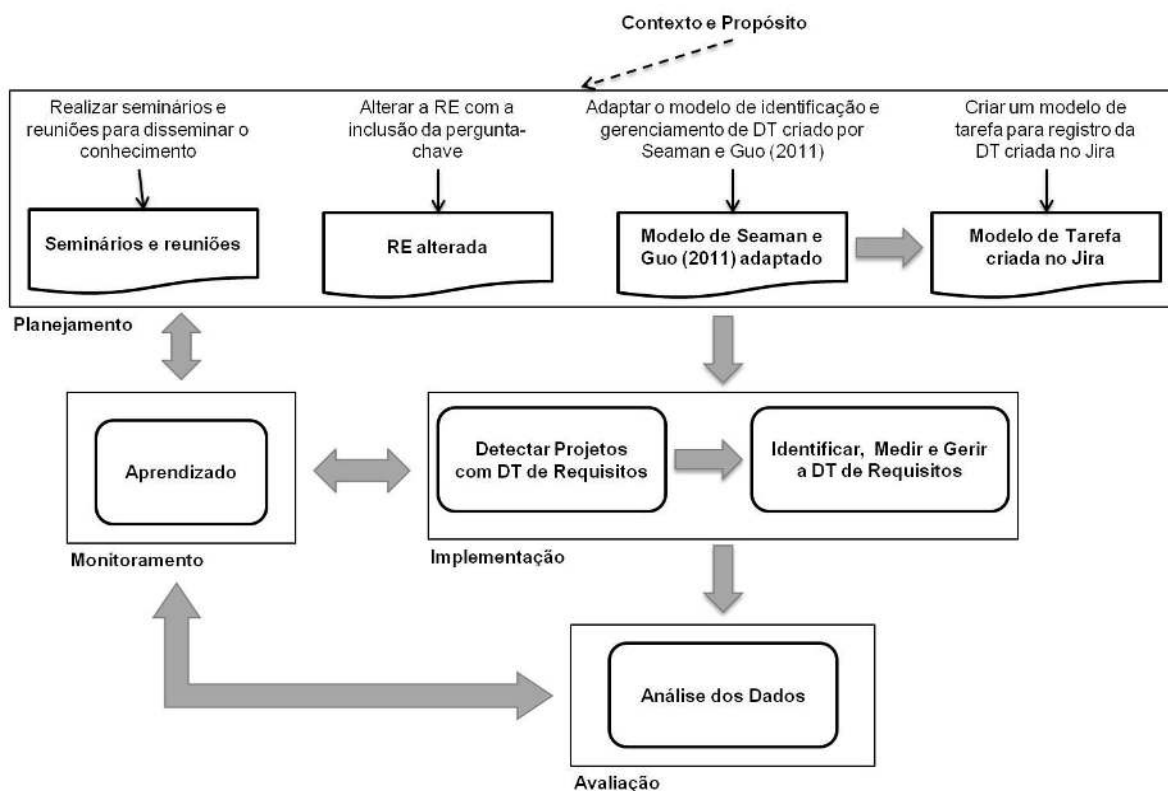 Contexto e Propósito
Realizar seminários e
reuniões para disseminar o
conhecimento
Alterar a RE com a
inclusão da pergunta-
chave
Adaptar o modelo de identificação e
gerenciamento de DT criado por
Seaman e Guo (2011)
Criar um modelo de
tarefa para registro da
DT criada no Jira
Seminários e reuniões
RE alterada
Modelo de Seaman e
Guo (2011) adaptado
Modelo de Tarefa
criada no Jira
Planejamento
Aprendizado
Monitoramento
Detectar Projetos
com DT de Requisitos
Identificar, Medir e Gerir
a DT de Requisitos
Implementação
Análise dos Dados
Avaliação